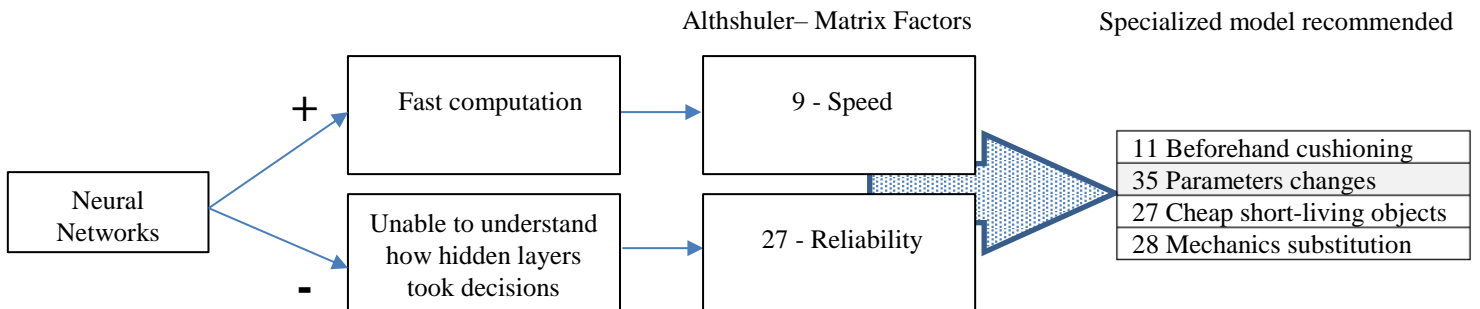 Althshuler– Matrix Factors
Specialized model recommended
+
Fast computation
9 - Speed
Neural
Networks
-
Unable to understand
how hidden layers
took decisions
27 - Reliability
11 Beforehand cushioning
35 Parameters changes
27 Cheap short-living objects
28 Mechanics substitution